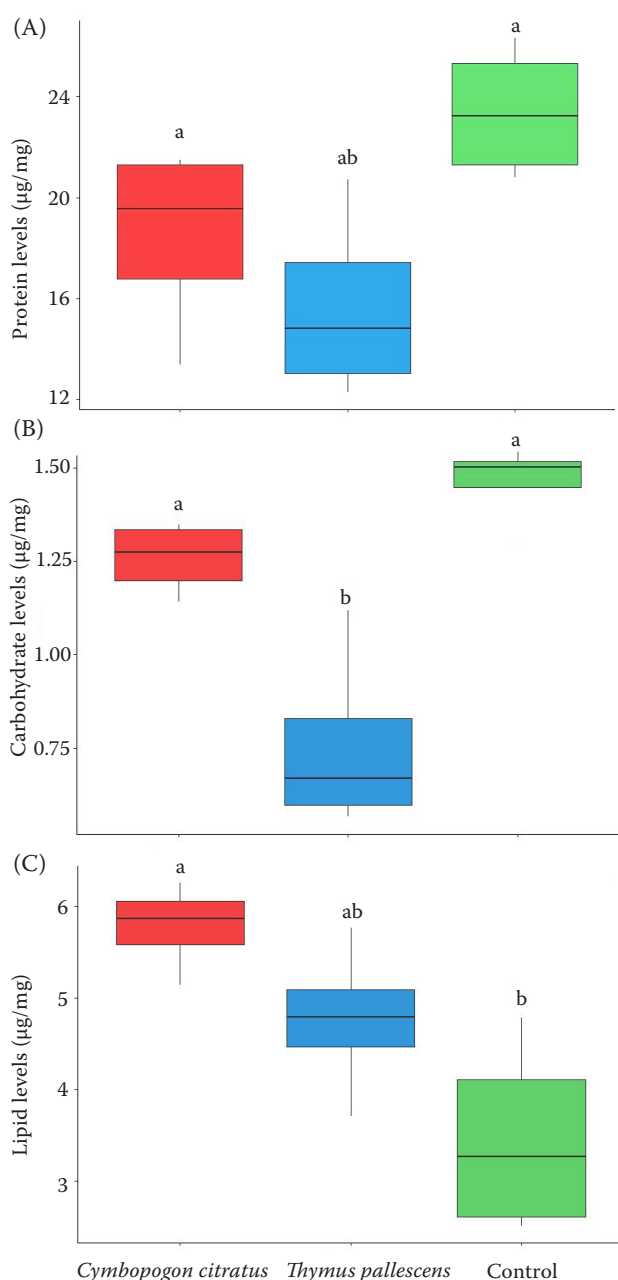 (A)
Protein levels (µg/mg)
24
20
16
12
a
ab
a
(B)
Carbohydrate levels (µg/mg)
1.50
1.25
1.00
0.75
a
b
a
(C)
Lipid levels (µg/mg)
6
5
4
3
a
ab
b
Cymbopogon citratus Thymus pallescens Control